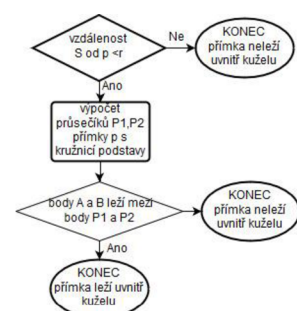 vzdálenost
S od p <r
Ne
KONEC
přímka neleží
uvnitř kuželu
Ano
výpočet
průsečíků P1,P2
přímky p s
kružnicí podstavy
body A a B leží mezi
body P1 a P2
KONEC
přímka neleží
uvnitř kuželu
Ano
KONEC
přímka leží uvnitř
kuželu